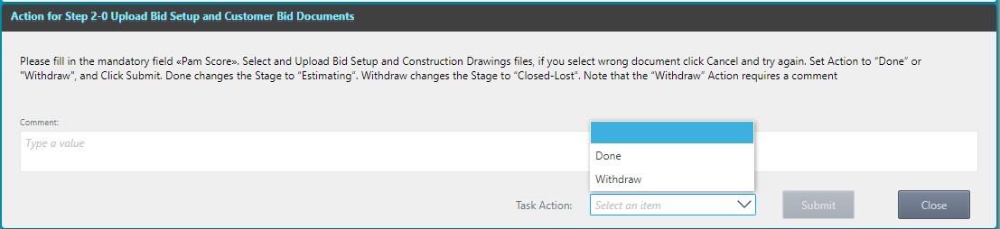 Action for Step 2-0 Upload Bid Setup and Customer Bid Documents
Please fill in the mandatory field «Pam Score». Select and Upload Bid Setup and Construction Drawings files, if you select wrong document click Cancel and try again. Set Action to “Done” or
"Withdraw", and Click Submit. Done changes the Stage to “Estimating”. Withdraw changes the Stage to “Closed-Lost”. Note that the “Withdraw” Action requires a comment
Comment:
Type a value
Done
Withdraw
Task Action:
Select an item
Submit
Close